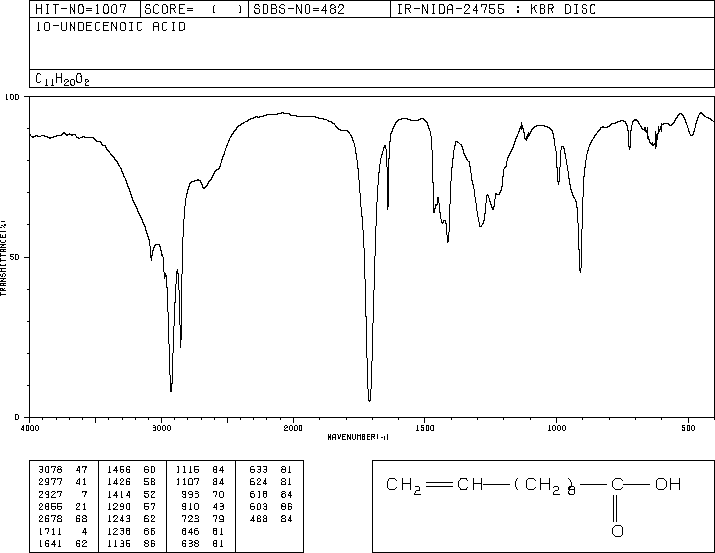 HIT-NO=1007 SCORE= ( ) SDBS-NO=482 IR-NIDA-24755 : KBR DISC
10-UNDECENOIC ACID
C11H20O2
100
50
0
TRANSMITTANCE(%)
4000 3000 2000 1500 1000 500
WAVENUMBER(-1)
3078 47 1466 60 1116 84 633 81
2977 41 1426 58 1107 84 624 81
2927 7 1414 52 993 70 618 84
2855 21 1290 57 910 43 603 86
2678 68 1243 62 723 79 488 84
1711 4 1238 66 646 81
1641 62 1136 86 638 81
CH2=CH—(CH2)8—C—OH
O